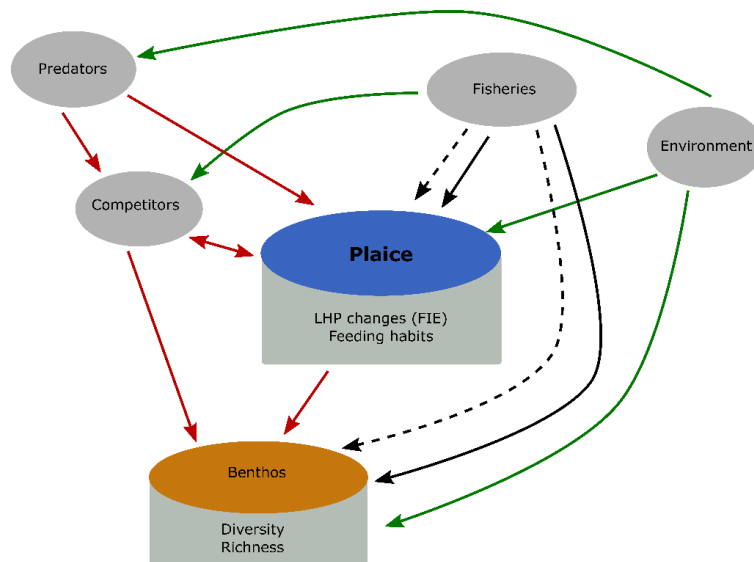 Predators
Fisheries
Environment
Competitors
Plaice
LHP changes (FIE)
Feeding habits
Benthos
Diversity
Richness